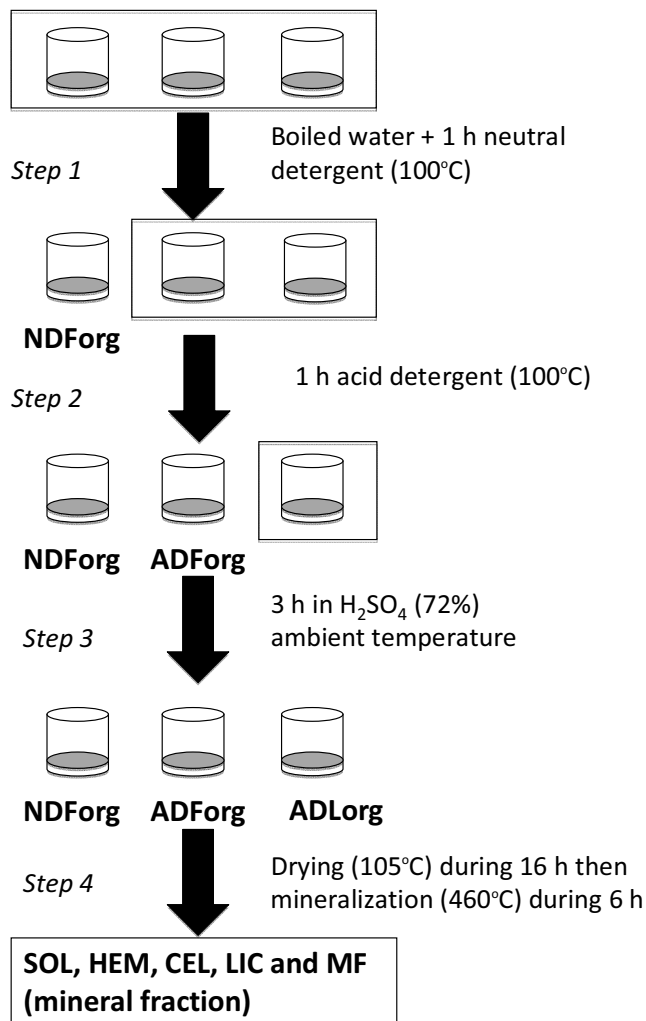 Step 1
Boiled water + 1 h neutral
detergent (100°C)
NDForg
Step 2
1 h acid detergent (100°C)
NDForg ADForg
Step 3
3 h in H₂SO₄ (72%)
ambient temperature
NDForg ADForg ADLorg
Step 4
Drying (105°C) during 16 h then
mineralization (460°C) during 6 h
SOL, HEM, CEL, LIC and MF
(mineral fraction)